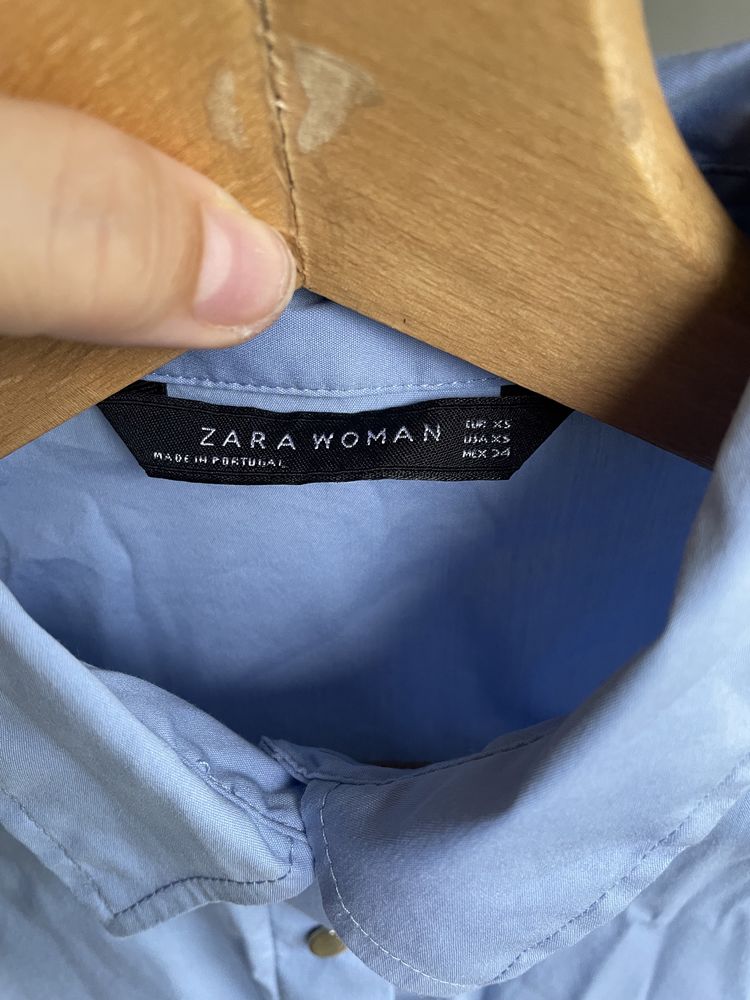 ZARA WOMAN
MADE IN PORTUGAL
EUR XS
USA XS
MEX 24